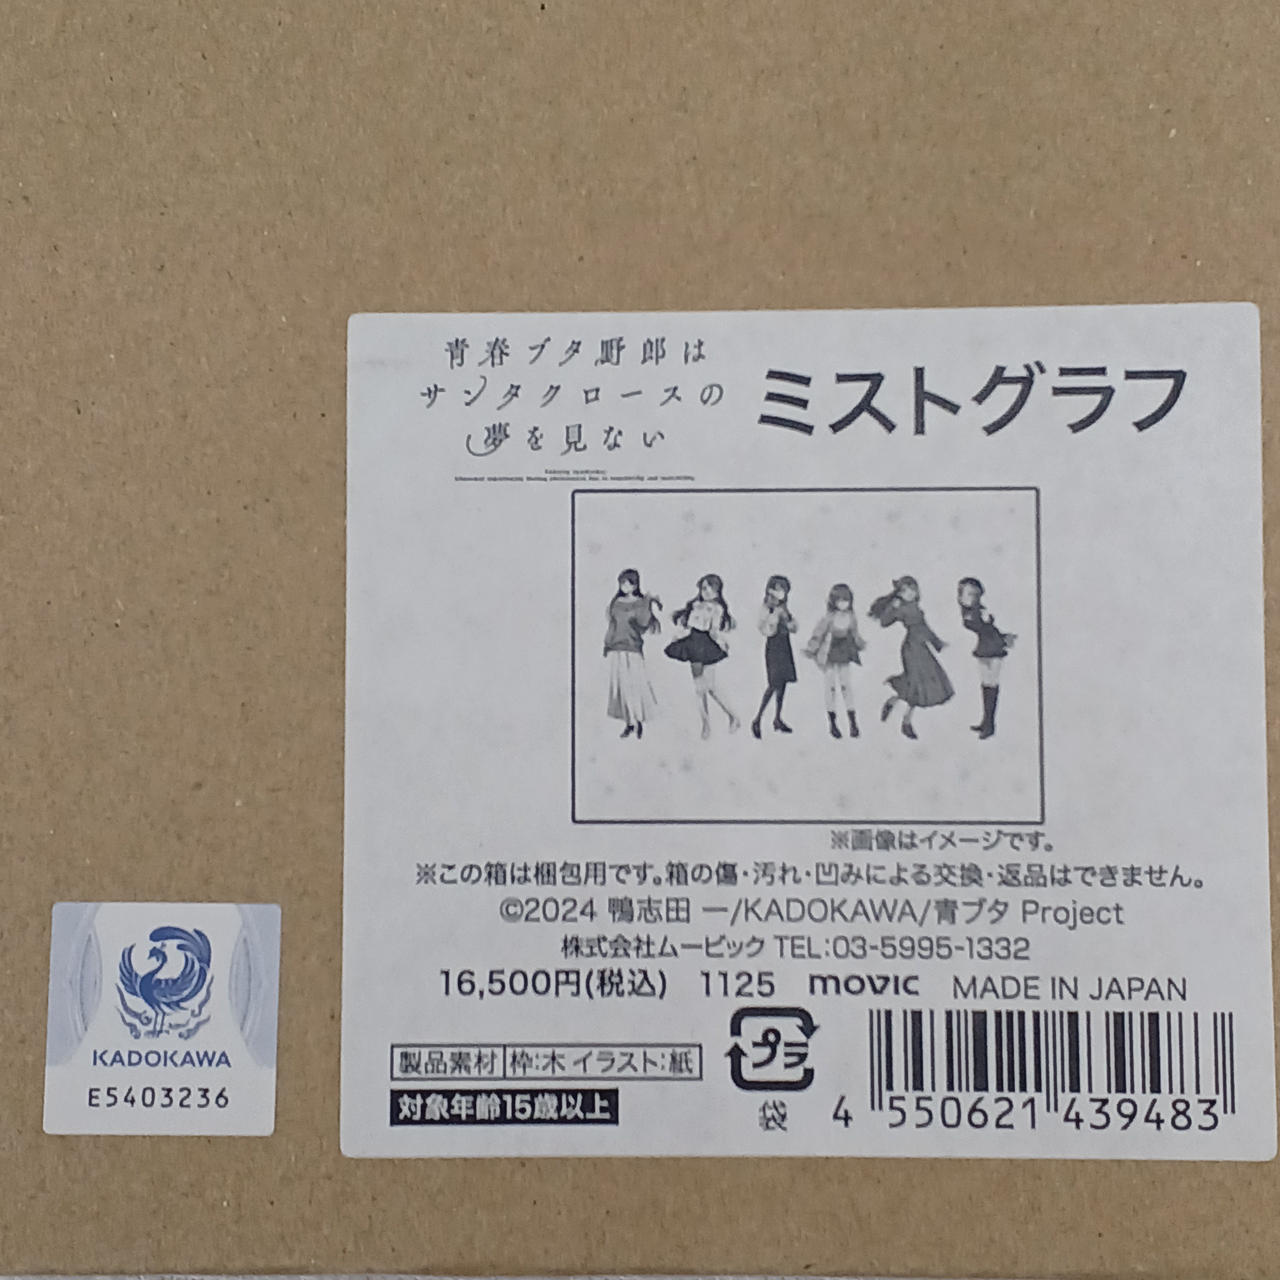 青春ブタ野郎は
サンタクロースの
夢を見ない
ミストグラフ
※画像はイメージです。
※この箱は梱包用です。箱の傷・汚れ・凹みによる交換・返品はできません。
©2024 鴨志田 一/KADOKAWA/青ブタ Project
株式会社ムービック TEL:03-5995-1332
16,500円(税込) 1125 movic MADE IN JAPAN
製品素材 枠:木 イラスト:紙
対象年齢15歳以上
プラ
袋
4 550621 439483
KADOKAWA
E5403236